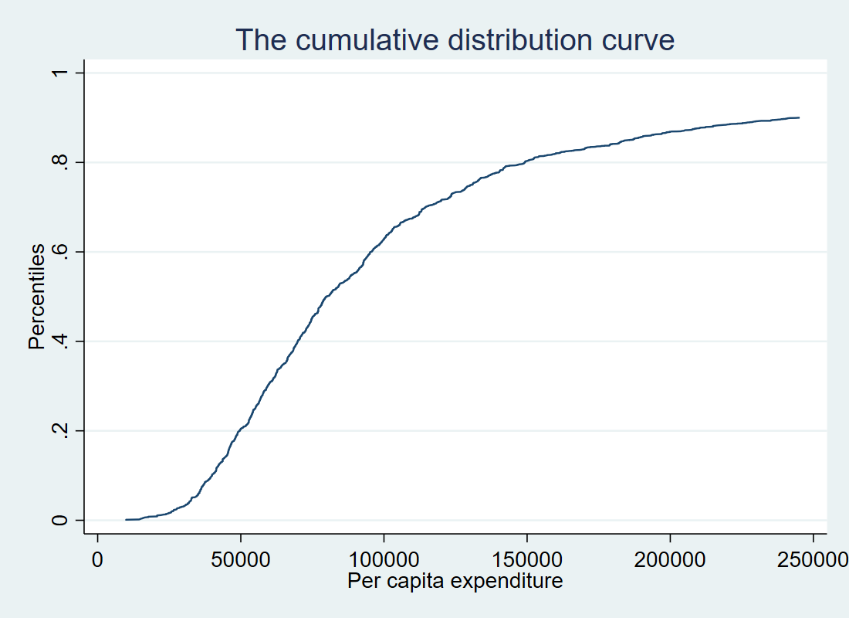 The cumulative distribution curve
Percentiles
1
.8
.6
.4
.2
0
0 50000 100000 150000 200000 250000
Per capita expenditure